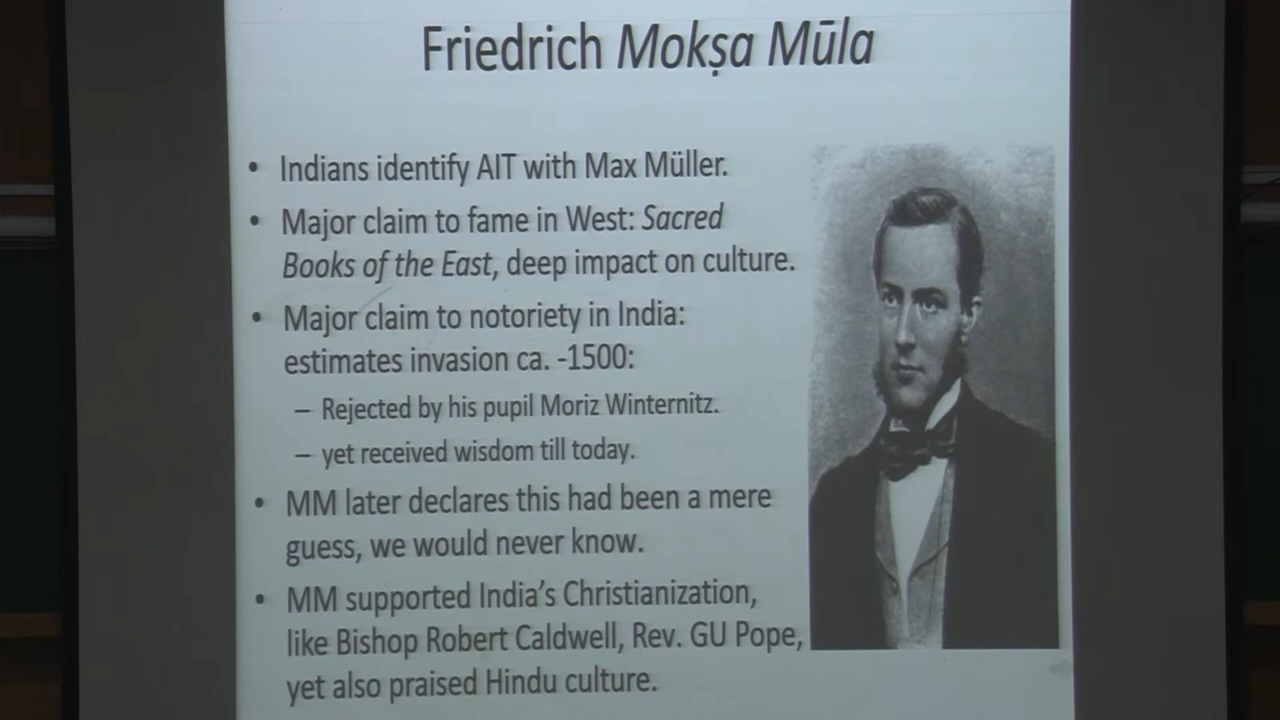 Friedrich Mokṣa Mūla
• Indians identify AIT with Max Müller.
• Major claim to fame in West: Sacred
Books of the East, deep impact on culture.
• Major claim to notoriety in India:
estimates invasion ca. -1500:
– Rejected by his pupil Moriz Winternitz.
– yet received wisdom till today.
• MM later declares this had been a mere
guess, we would never know.
• MM supported India’s Christianization,
like Bishop Robert Caldwell, Rev. GU Pope,
yet also praised Hindu culture.